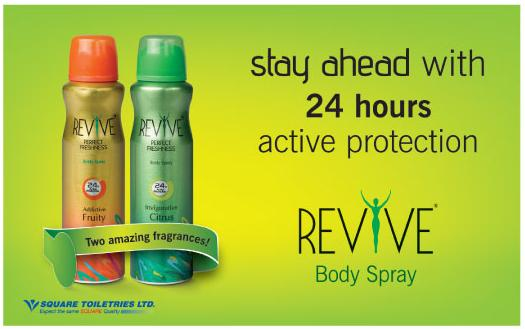 stay ahead with
24 hours
active protection
REVIVE®
Body Spray
REVIVE®
PERFECT
FRESHNESS
Body Spray
24
Addictive
Fruity
REVIVE®
PERFECT
FRESHNESS
Body Spray
24
Invigorative
Citrus
Two amazing fragrances!
SQUARE TOILETRIES LTD.
Expect the same SQUARE Quality